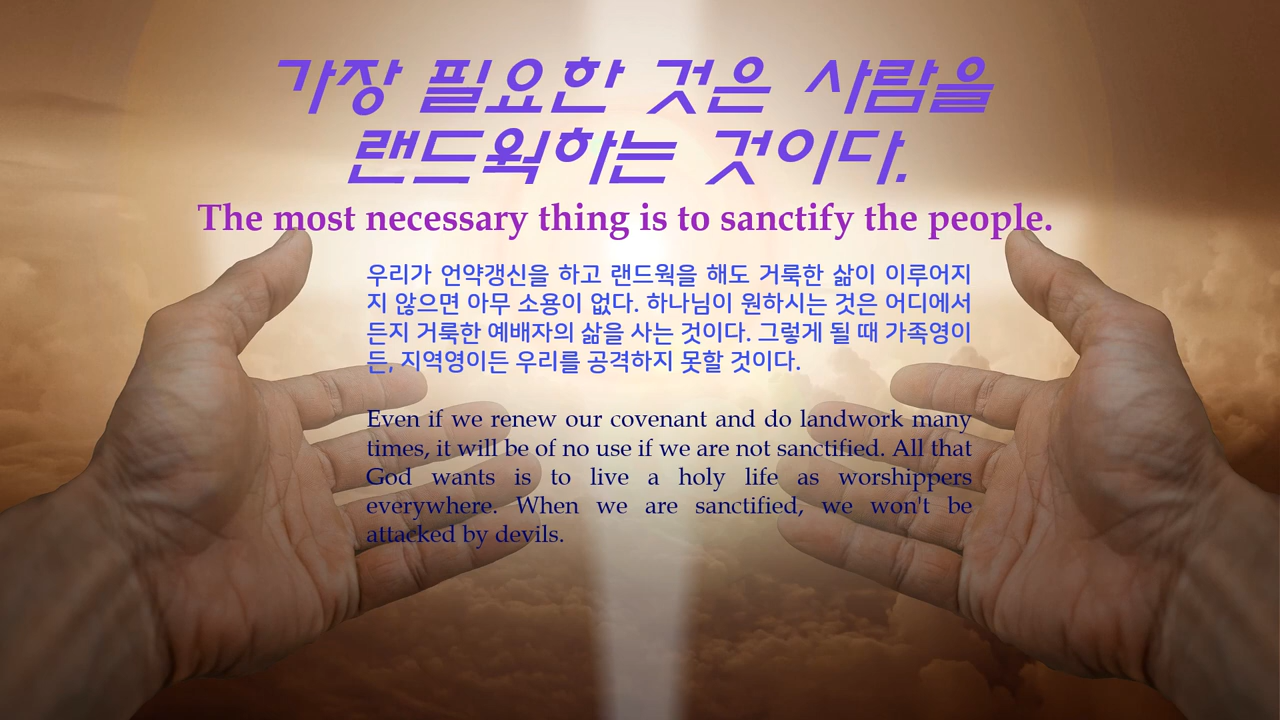 가장 필요한 것은 사람을
랜드웍하는 것이다.
The most necessary thing is to sanctify the people.
우리가 언약갱신을 하고 랜드웍을 해도 거룩한 삶이 이루어지
지 않으면 아무 소용이 없다. 하나님이 원하시는 것은 어디에서
든지 거룩한 예배자의 삶을 사는 것이다. 그렇게 될 때 가족영이
든, 지역영이든 우리를 공격하지 못할 것이다.
Even if we renew our covenant and do landwork many
times, it will be of no use if we are not sanctified. All that
God wants is to live a holy life as worshippers
everywhere. When we are sanctified, we won't be
attacked by devils.